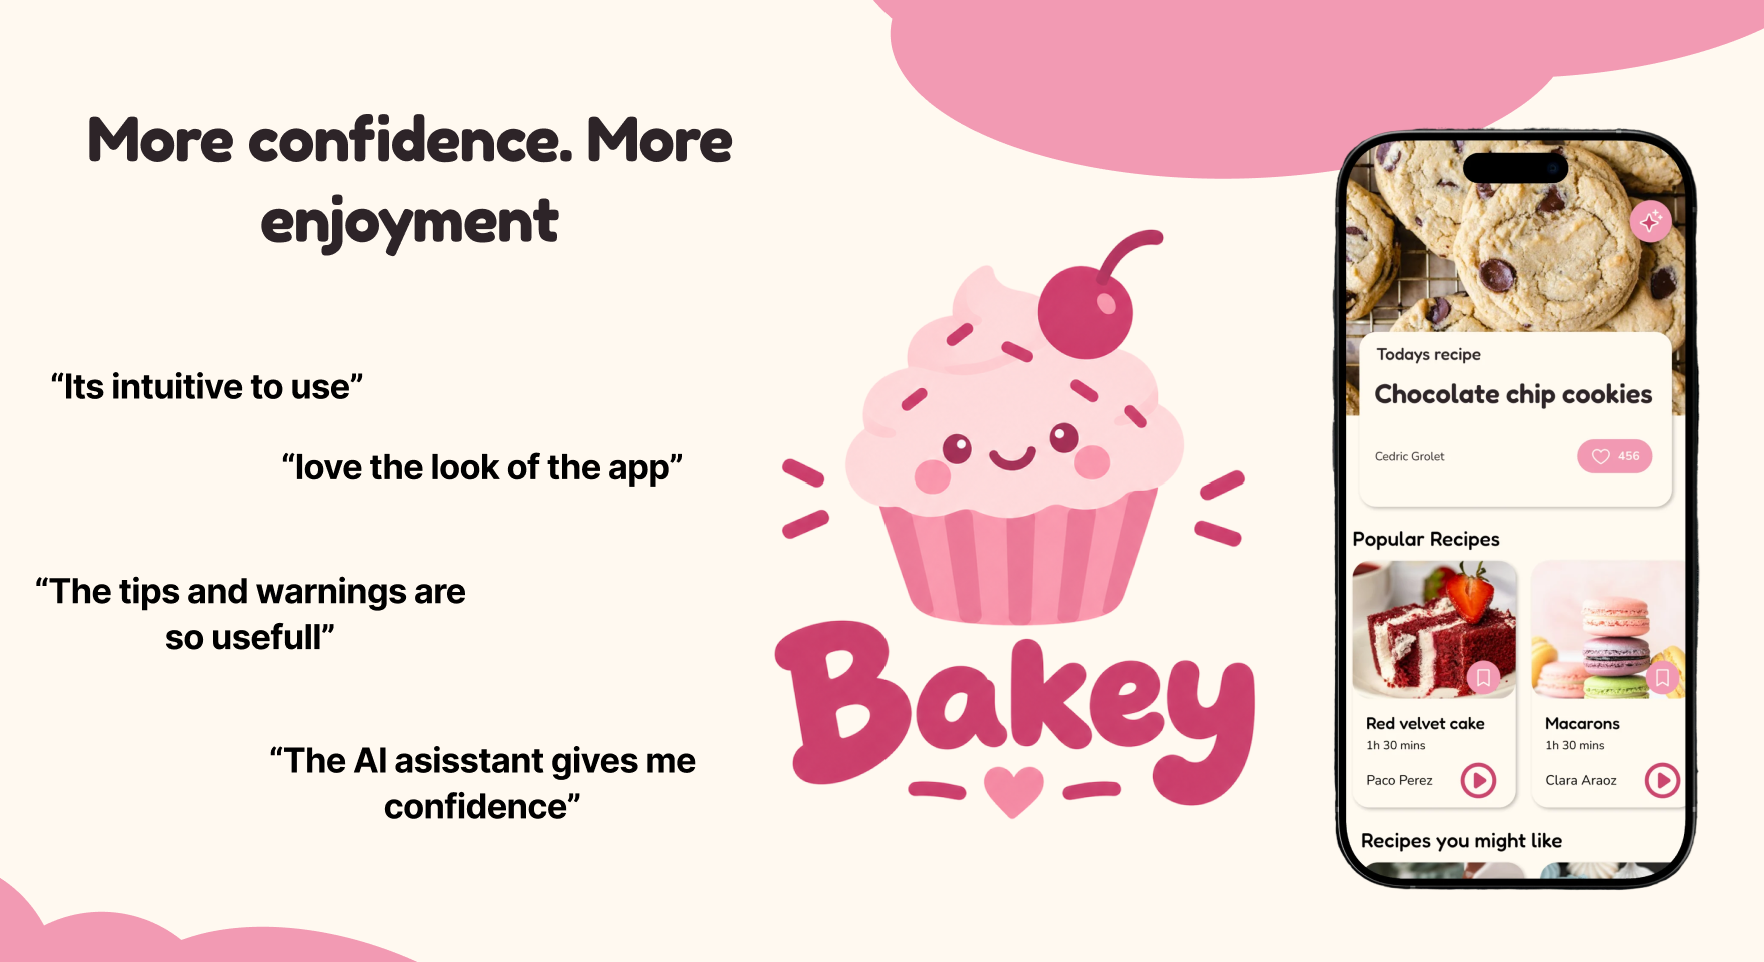 More confidence. More
enjoyment
“Its intuitive to use”
“love the look of the app”
“The tips and warnings are
so usefull”
“The AI asisstant gives me
confidence”
Bakey
Todays recipe
Chocolate chip cookies
Cedric Grolet
456
Popular Recipes
Red velvet cake
1h 30 mins
Paco Perez
Macarons
1h 30 mins
Clara Araoz
Recipes you might like